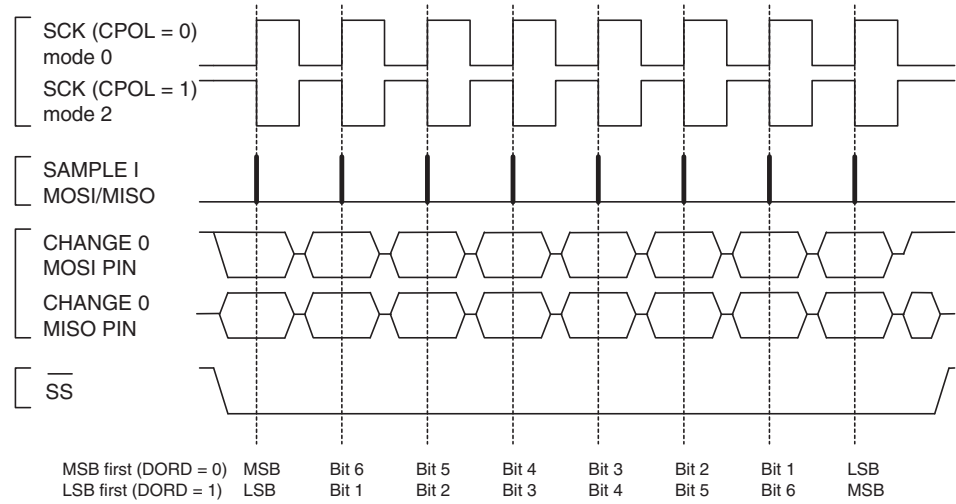 SCK (CPOL = 0)
mode 0
SCK (CPOL = 1)
mode 2
SAMPLE I
MOSI/MISO
CHANGE 0
MOSI PIN
CHANGE 0
MISO PIN
SS
MSB first (DORD = 0) MSB Bit 6 Bit 5 Bit 4 Bit 3 Bit 2 Bit 1 LSB
LSB first (DORD = 1) LSB Bit 1 Bit 2 Bit 3 Bit 4 Bit 5 Bit 6 MSB